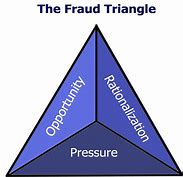 The Fraud Triangle
Opportunity
Rationalization
Pressure